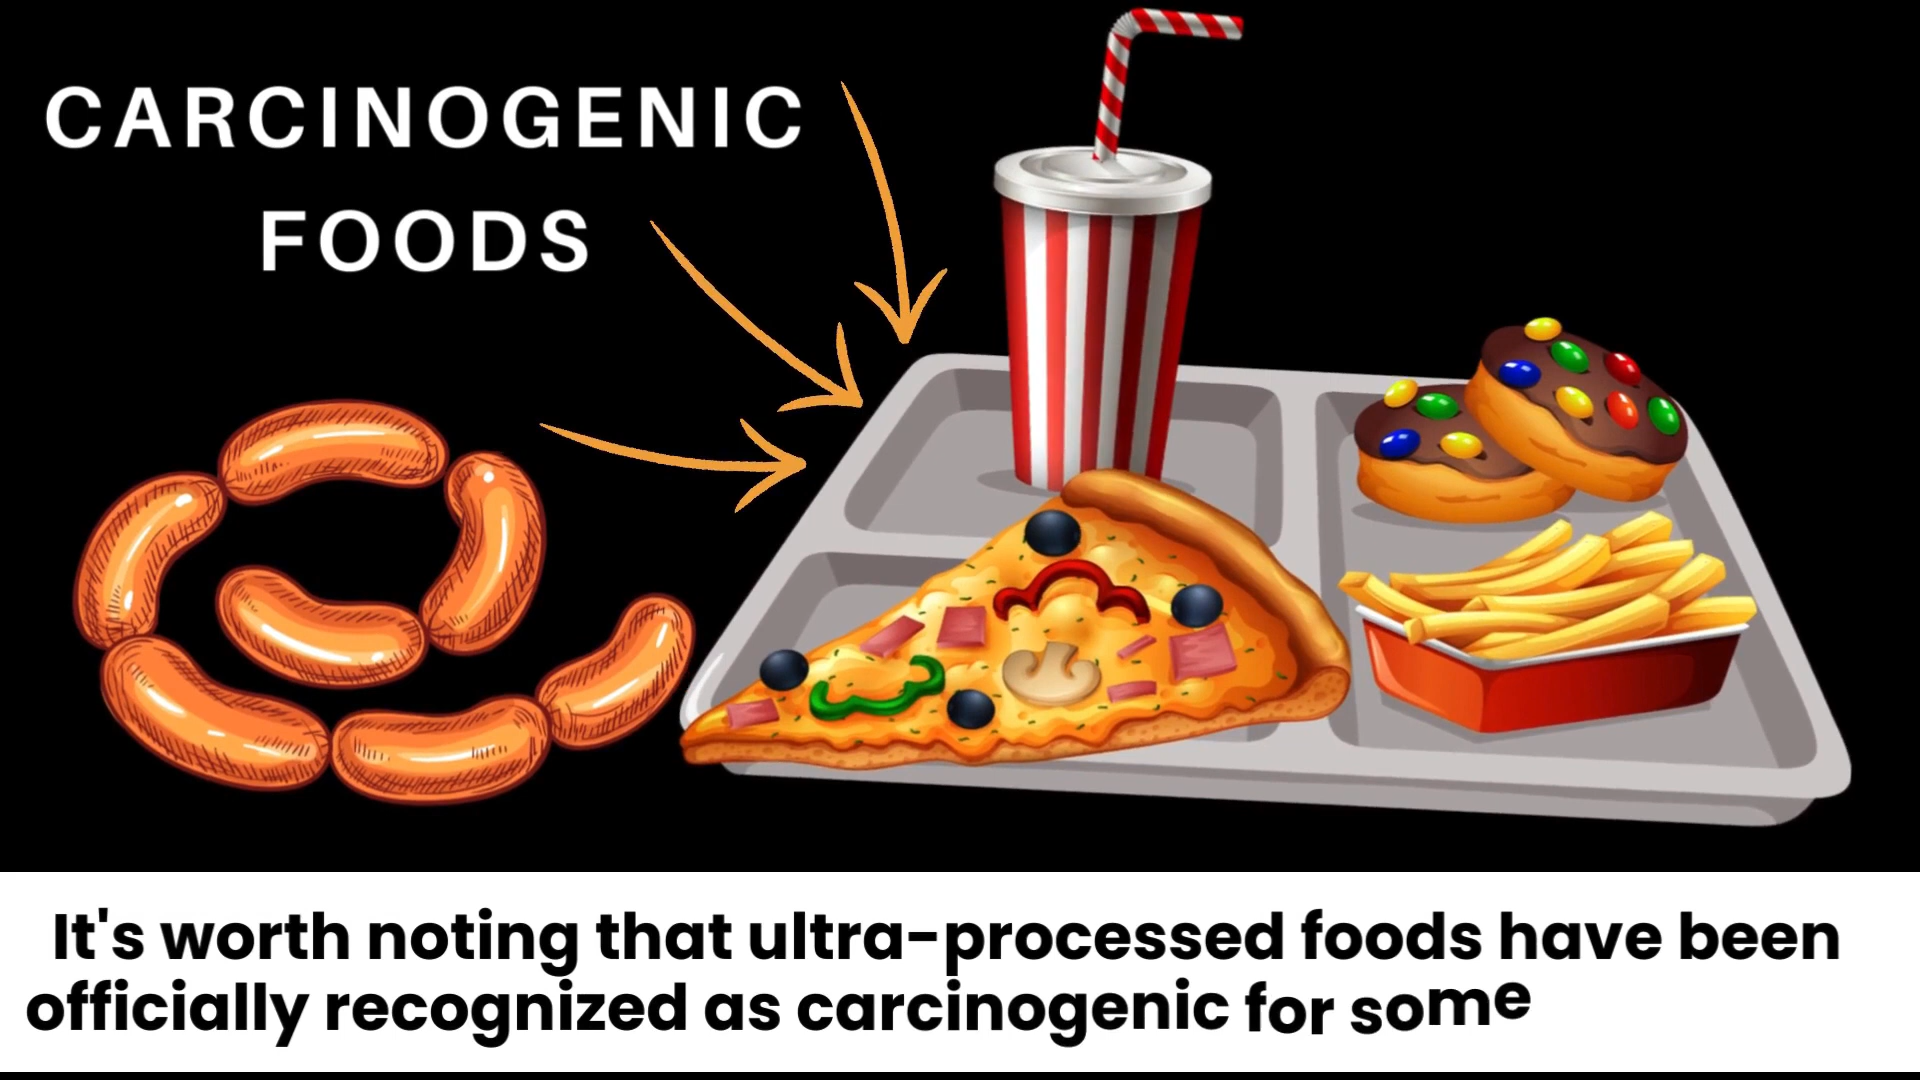 CARCINOGENIC
FOODS
It's worth noting that ultra-processed foods have been
officially recognized as carcinogenic for some